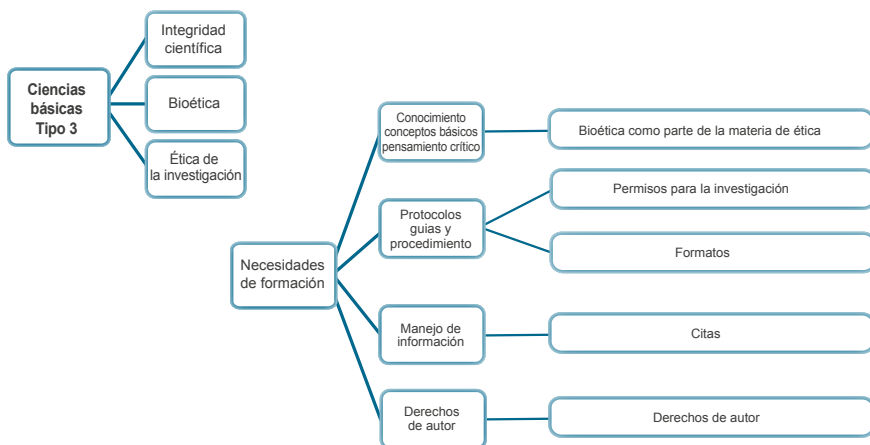 Ciencias
básicas
Tipo 3
Integridad
científica
Bioética
Ética de
la investigación
Necesidades
de formación
Conocimiento
conceptos básicos
pensamiento crítico
Bioética como parte de la materia de ética
Protocolos
guias y
procedimiento
Permisos para la investigación
Formatos
Manejo de
información
Citas
Derechos
de autor
Derechos de autor